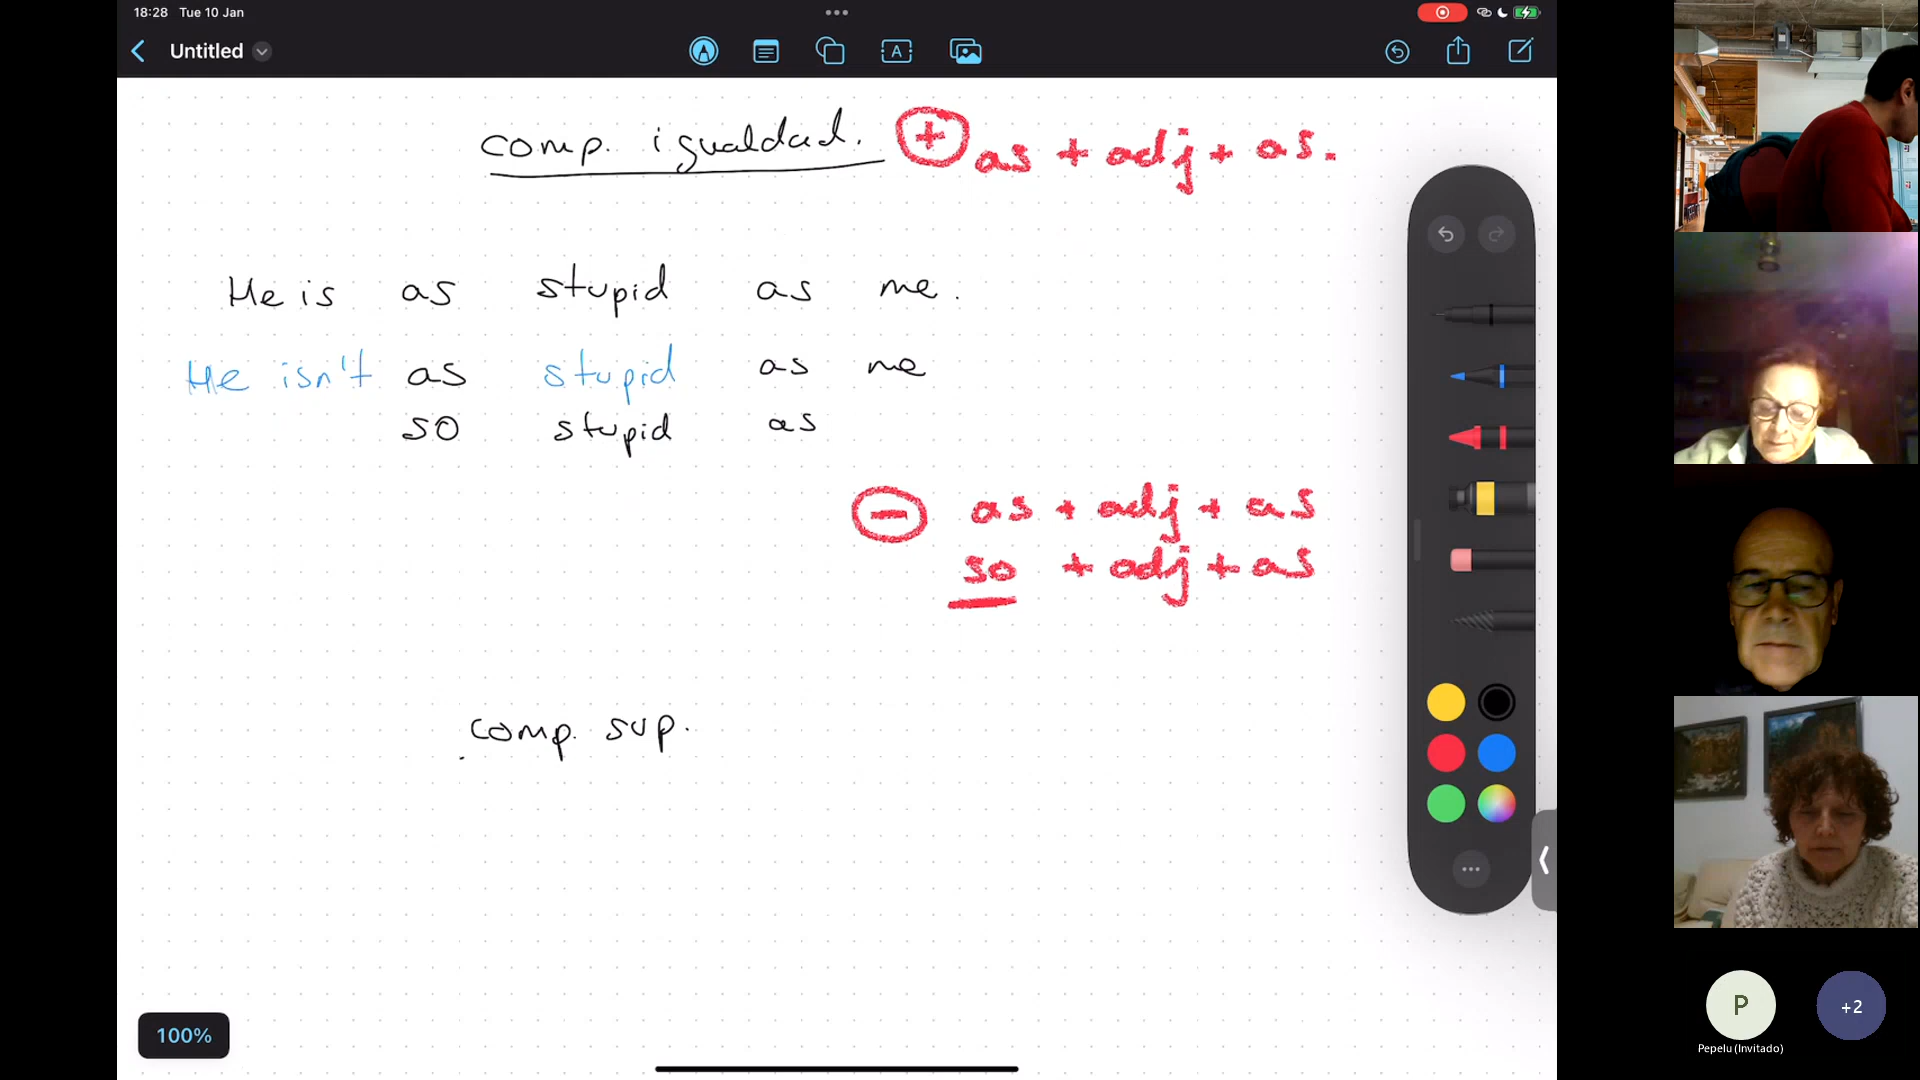 18:28 Tue 10 Jan
Untitled
A
comp. igualdad. + as + adj + as.
He is as stupid as me.
He isn't as stupid as me
so stupid as
- as + adj + as
so + adj + as
comp. sup.
100%
P
+2
Pepelu (Invitado)